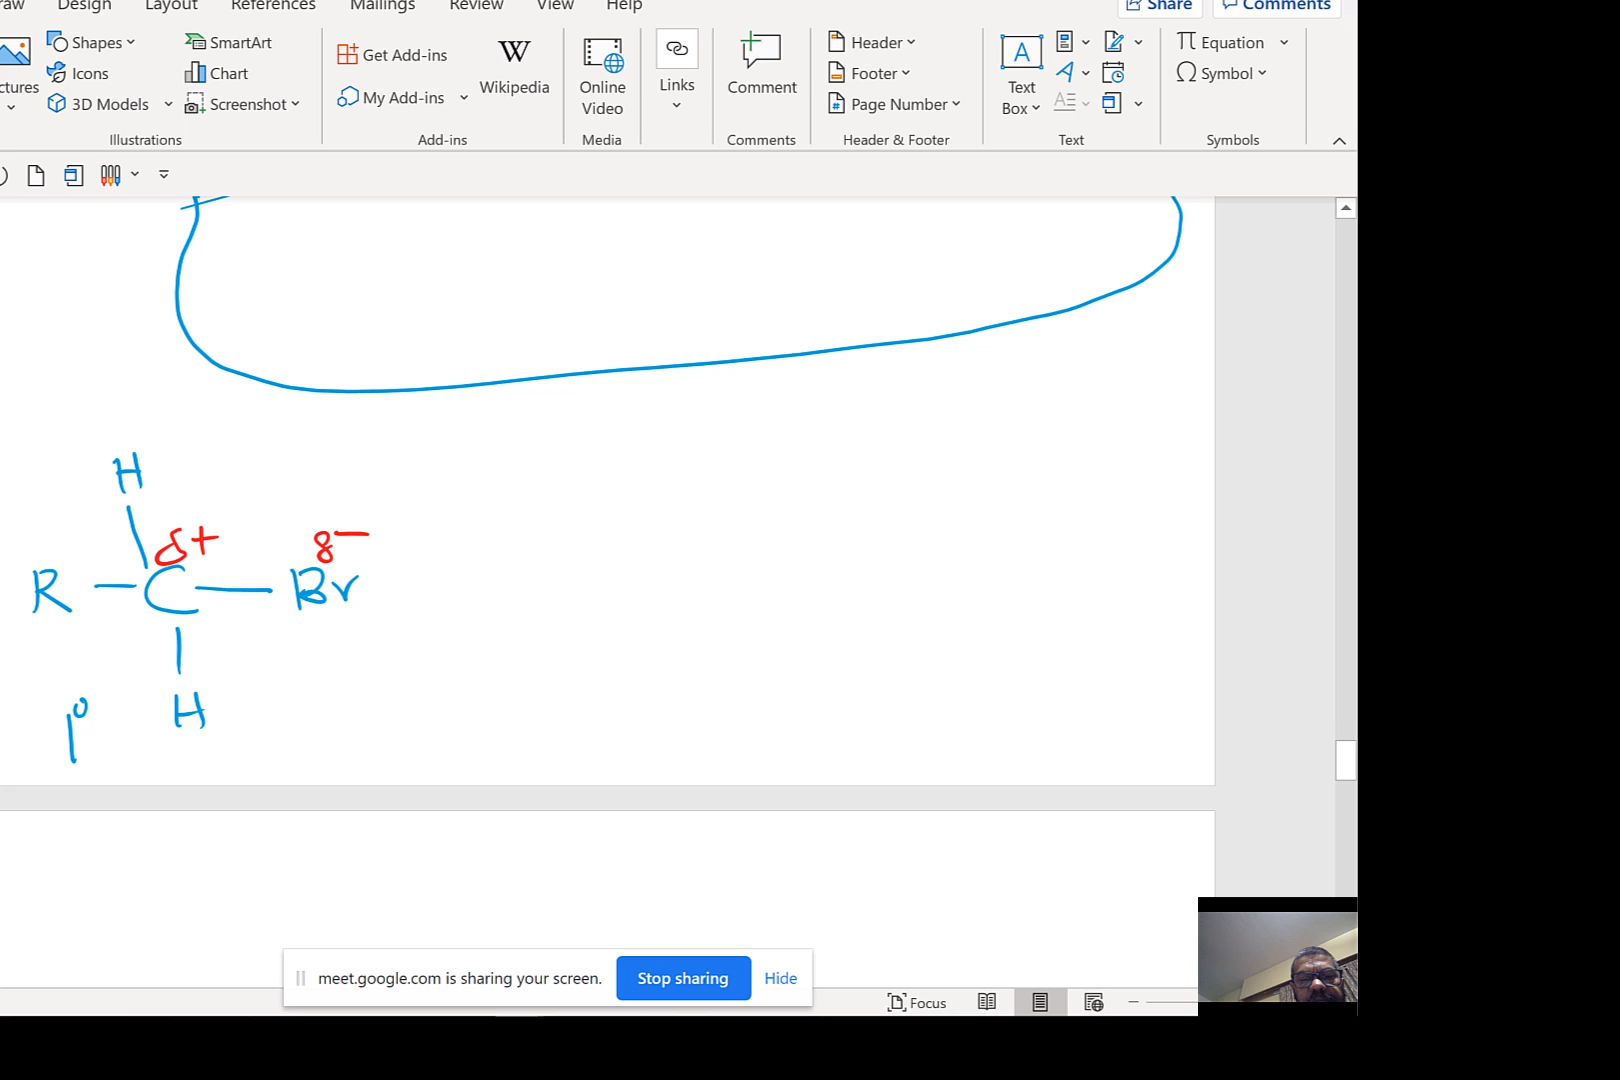 Design Layout References Mailings Review View Help Share Comments
Shapes SmartArt Get Add-ins Wikipedia Online Video Links Comment Header Text Box Equation
Icons Chart Footer Symbol
3D Models Screenshot My Add-ins Page Number
Illustrations Add-ins Media Comments Header & Footer Text Symbols
H
δ+ δ−
R — C — Br
H
1°
meet.google.com is sharing your screen. Stop sharing Hide
Focus